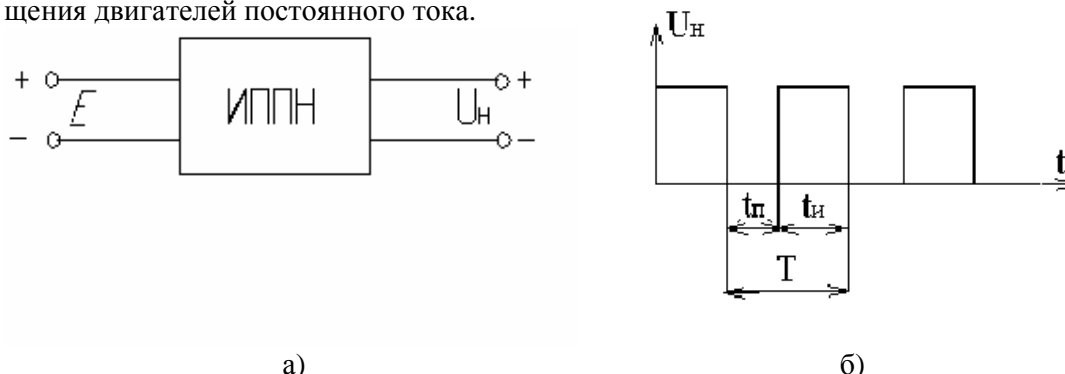 щения двигателей постоянного тока.
+ E − ИППН Uн + −
Uн
t
tп tи
T
а) б)